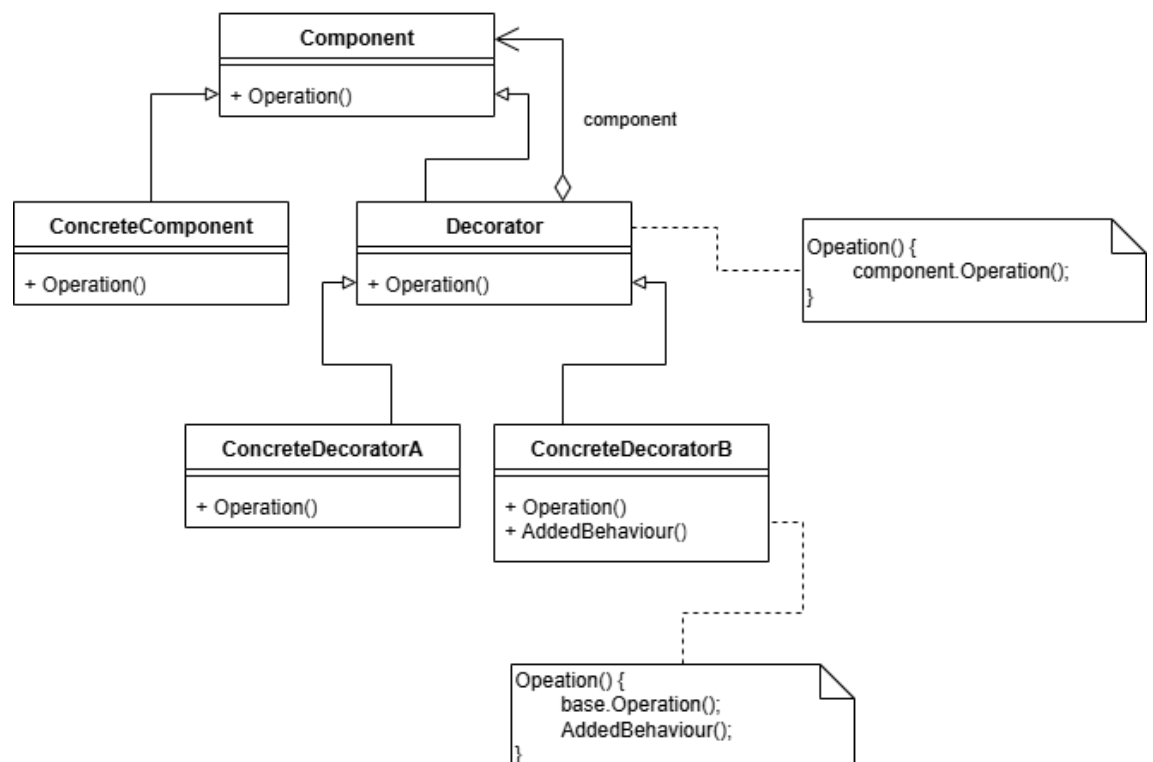 Component
+ Operation()
component
ConcreteComponent
+ Operation()
Decorator
+ Operation()
Opeation() {
component.Operation();
}
ConcreteDecoratorA
+ Operation()
ConcreteDecoratorB
+ Operation()
+ AddedBehaviour()
Opeation() {
base.Operation();
AddedBehaviour();
}